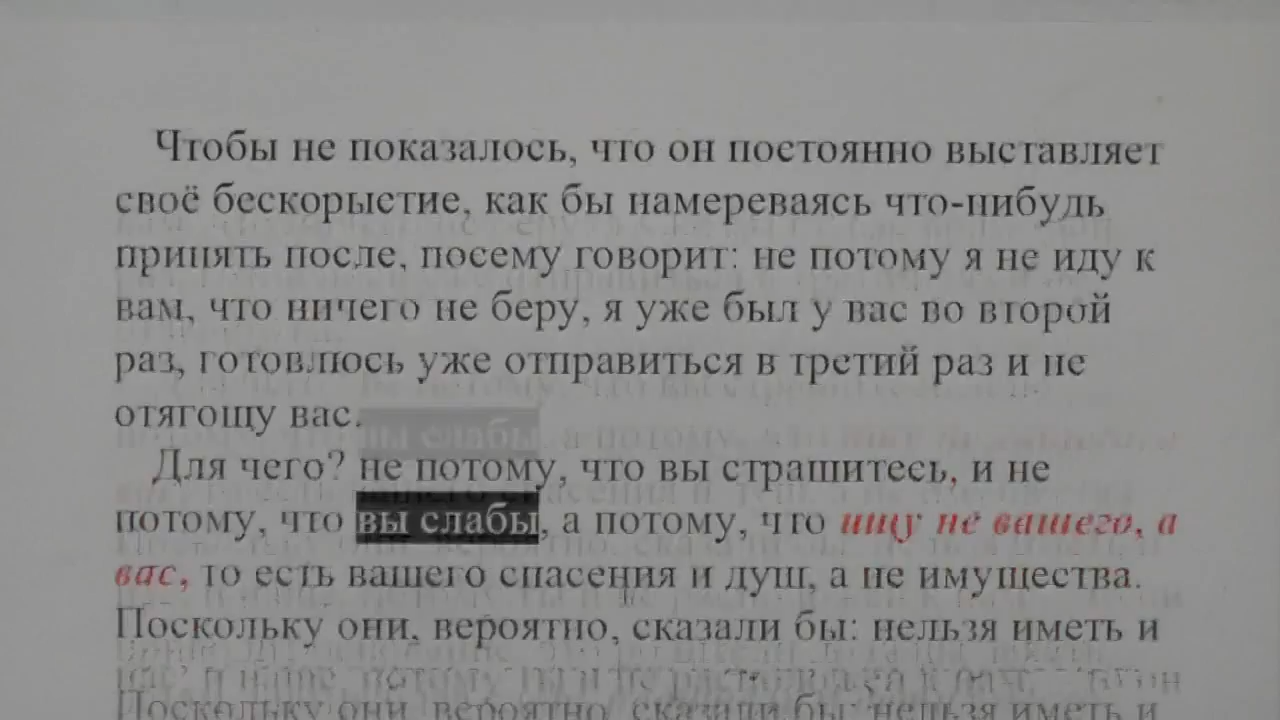 Чтобы не показалось, что он постоянно выставляет
своё бескорыстие, как бы намереваясь что-нибудь
принять после, посему говорит: не потому я не иду к
вам, что ничего не беру, я уже был у вас во второй
раз, готовлюсь уже отправиться в третий раз и не
отягощу вас.
Для чего? не потому, что вы страшитесь, и не
потому, что вы слабы, а потому, что ищу не вашего, а
вас, то есть вашего спасения и душ, а не имущества.
Поскольку они, вероятно, сказали бы: нельзя иметь и